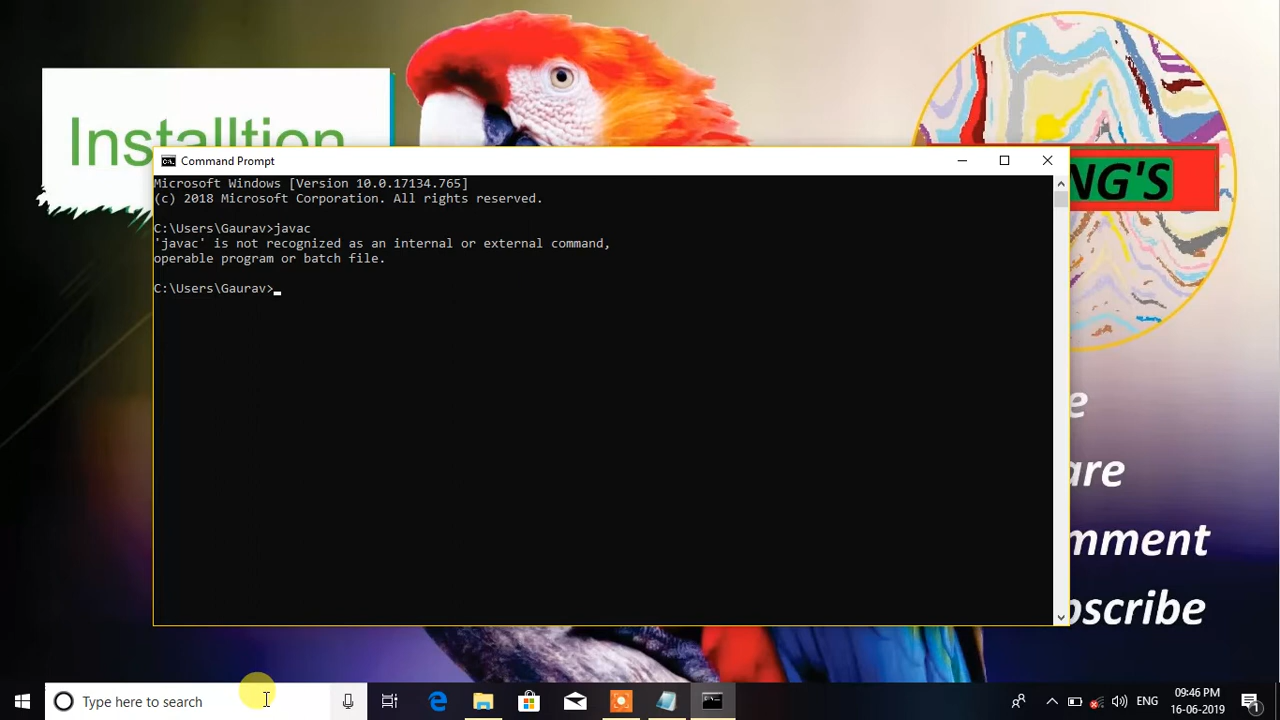 Installtion
NG'S
Command Prompt
Microsoft Windows [Version 10.0.17134.765]
(c) 2018 Microsoft Corporation. All rights reserved.
C:\Users\Gaurav>javac
'javac' is not recognized as an internal or external command,
operable program or batch file.
C:\Users\Gaurav>
e
are
mment
bscribe
Type here to search
ENG
09:46 PM
16-06-2019
1